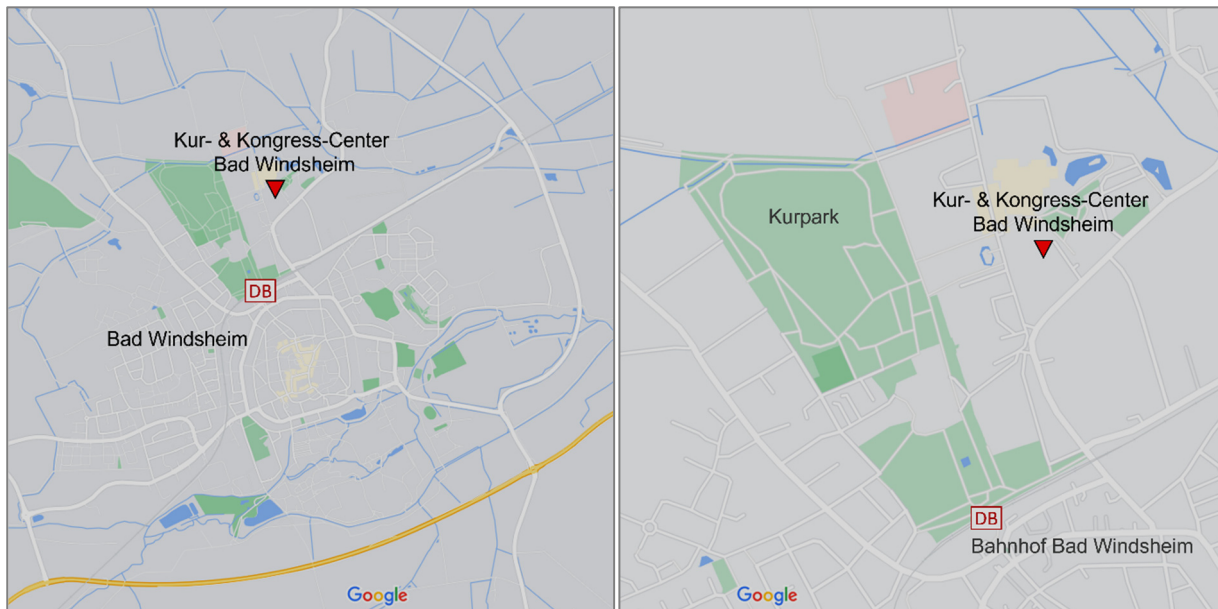 Kur- & Kongress-Center
Bad Windsheim
DB
Bad Windsheim
Google
Kurpark
Kur- & Kongress-Center
Bad Windsheim
DB
Bahnhof Bad Windsheim
Google